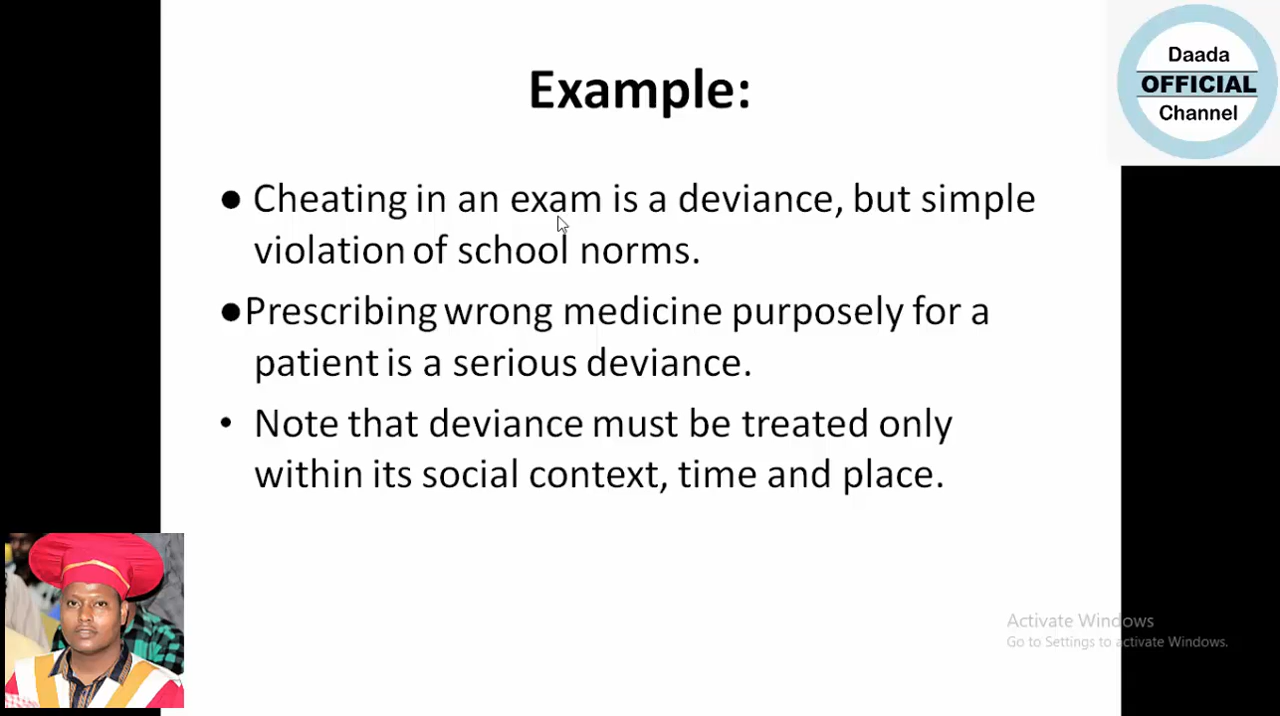 Daada
OFFICIAL
Channel
Example:
● Cheating in an exam is a deviance, but simple
violation of school norms.
●Prescribing wrong medicine purposely for a
patient is a serious deviance.
• Note that deviance must be treated only
within its social context, time and place.
Activate Windows
Go to Settings to activate Windows.